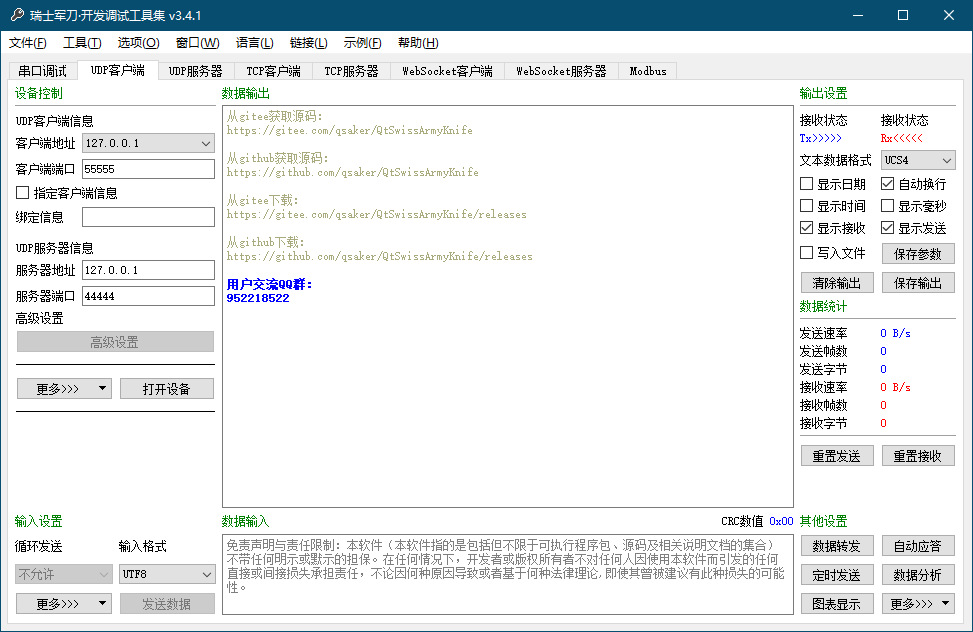 瑞士军刀·开发调试工具集 v3.4.1
文件(F) 工具(T) 选项(O) 窗口(W) 语言(L) 链接(L) 示例(F) 帮助(H)
串口调试 UDP客户端 UDP服务器 TCP客户端 TCP服务器 WebSocket客户端 WebSocket服务器 Modbus
设备控制
UDP客户端信息
客户端地址 127.0.0.1
客户端端口 55555
指定客户端信息
绑定信息
UDP服务器信息
服务器地址 127.0.0.1
服务器端口 44444
高级设置
高级设置
更多>>> 打开设备
输入设置
循环发送 输入格式
不允许 UTF8
更多>>> 发送数据
数据输出
从gitee获取源码:
https://gitee.com/qsaker/QtSwissArmyKnife
从github获取源码:
https://github.com/qsaker/QtSwissArmyKnife
从gitee下载:
https://gitee.com/qsaker/QtSwissArmyKnife/releases
从github下载:
https://github.com/qsaker/QtSwissArmyKnife/releases
用户交流QQ群:
952218522
数据输入 CRC数值 0x00
免责声明与责任限制: 本软件（本软件指的是包括但不限于可执行程序包、源码及相关说明文档的集合）
不带任何明示或默示的担保。在任何情况下，开发者或版权所有者不对任何人因使用本软件而引发的任何
直接或间接损失承担责任，不论因何种原因导致或者基于何种法律理论,即使其曾被建议有此种损失的可能
性。
输出设置
接收状态 接收状态
Tx>>>>> Rx<<<<<
文本数据格式 UCS4
显示日期 自动换行
显示时间 显示毫秒
显示接收 显示发送
写入文件 保存参数
清除输出 保存输出
数据统计
发送速率 0 B/s
发送帧数 0
发送字节 0
接收速率 0 B/s
接收帧数 0
接收字节 0
重置发送 重置接收
其他设置
数据转发 自动应答
定时发送 数据分析
图表显示 更多>>>